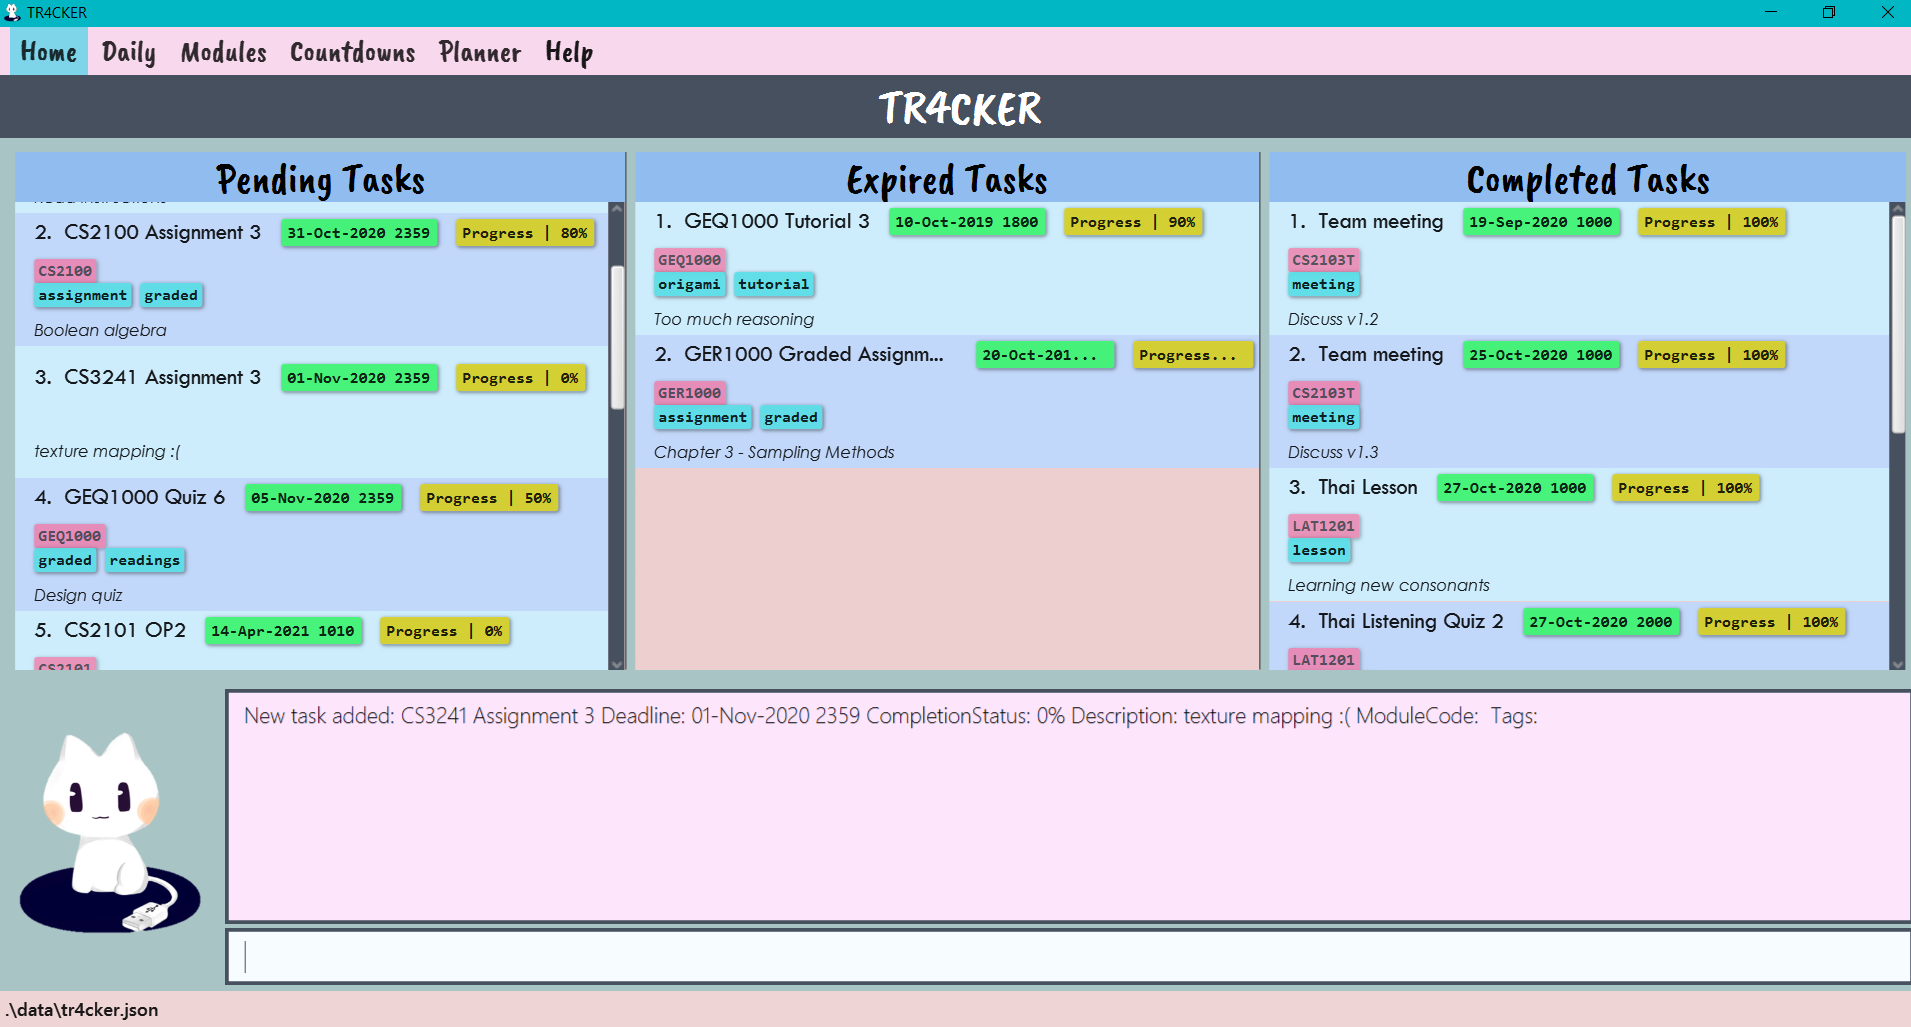 TR4CKER
Home Daily Modules Countdowns Planner Help
TR4CKER
Pending Tasks
2. CS2100 Assignment 3 31-Oct-2020 2359 Progress | 80%
CS2100
assignment graded
Boolean algebra
3. CS3241 Assignment 3 01-Nov-2020 2359 Progress | 0%
texture mapping :(
4. GEQ1000 Quiz 6 05-Nov-2020 2359 Progress | 50%
GEQ1000
graded readings
Design quiz
5. CS2101 OP2 14-Apr-2021 1010 Progress | 0%
CS2101
Expired Tasks
1. GEQ1000 Tutorial 3 10-Oct-2019 1800 Progress | 90%
GEQ1000
origami tutorial
Too much reasoning
2. GER1000 Graded Assignm... 20-Oct-201... Progress...
GER1000
assignment graded
Chapter 3 - Sampling Methods
Completed Tasks
1. Team meeting 19-Sep-2020 1000 Progress | 100%
CS2103T
meeting
Discuss v1.2
2. Team meeting 25-Oct-2020 1000 Progress | 100%
CS2103T
meeting
Discuss v1.3
3. Thai Lesson 27-Oct-2020 1000 Progress | 100%
LAT1201
lesson
Learning new consonants
4. Thai Listening Quiz 2 27-Oct-2020 2000 Progress | 100%
LAT1201
New task added: CS3241 Assignment 3 Deadline: 01-Nov-2020 2359 CompletionStatus: 0% Description: texture mapping :( ModuleCode: Tags:
.\data\tr4cker.json